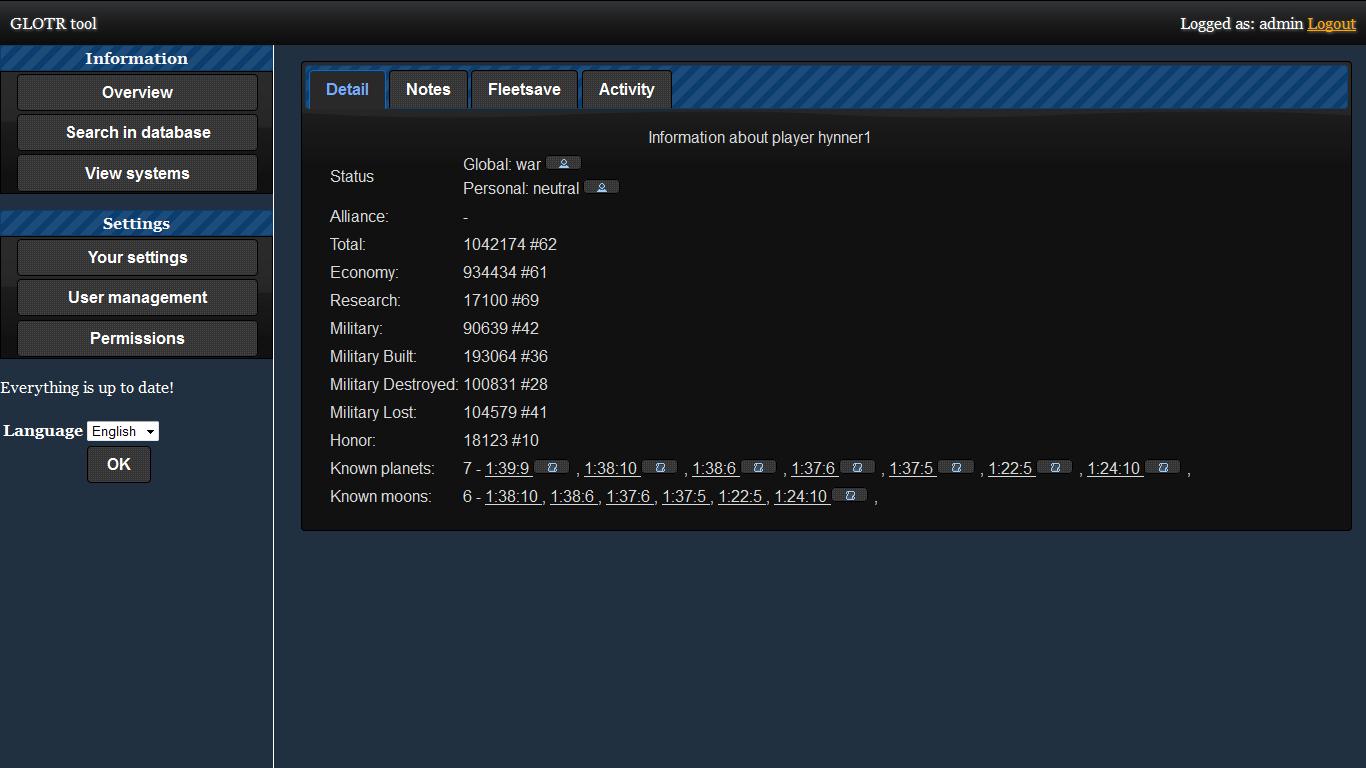 GLOTR tool
Logged as: admin Logout
Information
Overview
Search in database
View systems
Settings
Your settings
User management
Permissions
Everything is up to date!
Language English
OK
Detail Notes Fleetsave Activity
Information about player hynner1
Status
Global: war
Personal: neutral
Alliance: -
Total: 1042174 #62
Economy: 934434 #61
Research: 17100 #69
Military: 90639 #42
Military Built: 193064 #36
Military Destroyed: 100831 #28
Military Lost: 104579 #41
Honor: 18123 #10
Known planets: 7 - 1:39:9 , 1:38:10 , 1:38:6 , 1:37:6 , 1:37:5 , 1:22:5 , 1:24:10 ,
Known moons: 6 - 1:38:10 , 1:38:6 , 1:37:6 , 1:37:5 , 1:22:5 , 1:24:10 ,